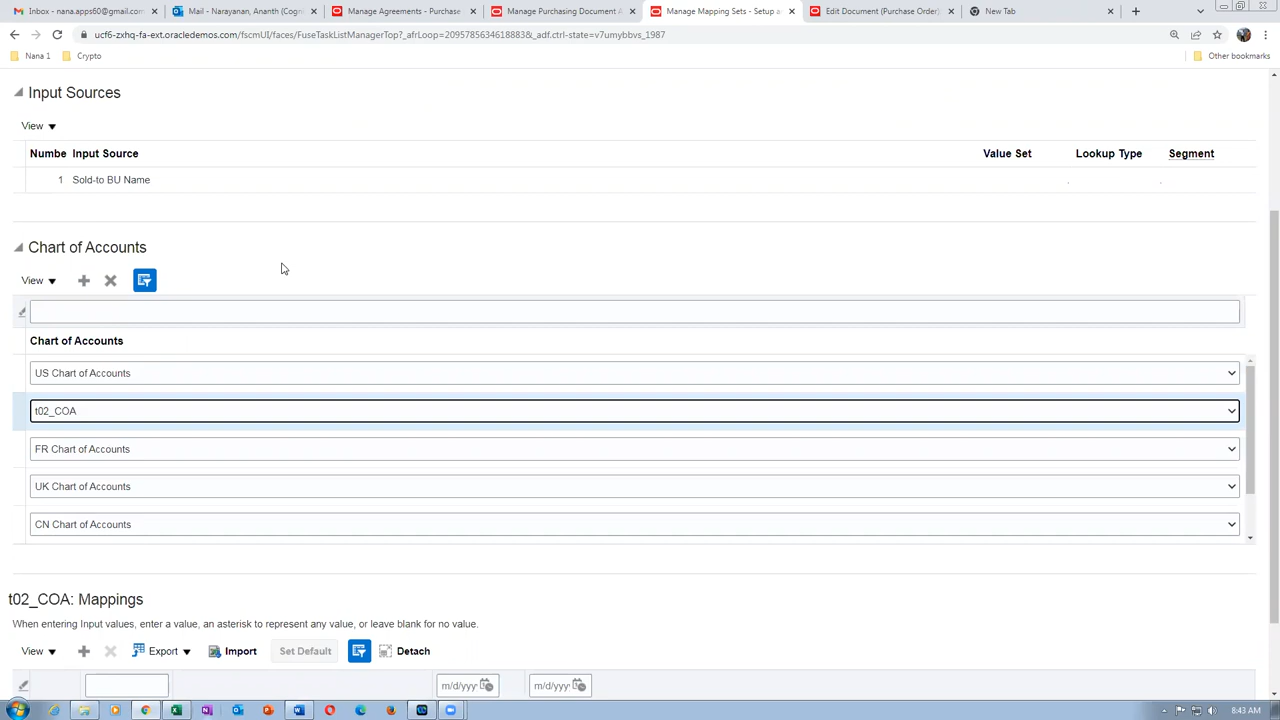 Inbox - nana.apps60@gmail.com
Mail - Narayanan, Ananth (Cogni
Manage Agreements - Purchase
Manage Purchasing Document A
Manage Mapping Sets - Setup a
Edit Document (Purchase Order)
New Tab
ucf6-zxhq-fa-ext.oracledemos.com/fscmUI/faces/FuseTaskListManagerTop?_afrLoop=2095785634618883&_adf.ctrl-state=v7umybbvs_1987
Nana 1
Crypto
Other bookmarks
Input Sources
View
Numbe Input Source Value Set Lookup Type Segment
1 Sold-to BU Name
Chart of Accounts
View
Chart of Accounts
US Chart of Accounts
t02_COA
FR Chart of Accounts
UK Chart of Accounts
CN Chart of Accounts
t02_COA: Mappings
When entering Input values, enter a value, an asterisk to represent any value, or leave blank for no value.
View Export Import Set Default Detach
m/d/yyy m/d/yyy
8:43 AM